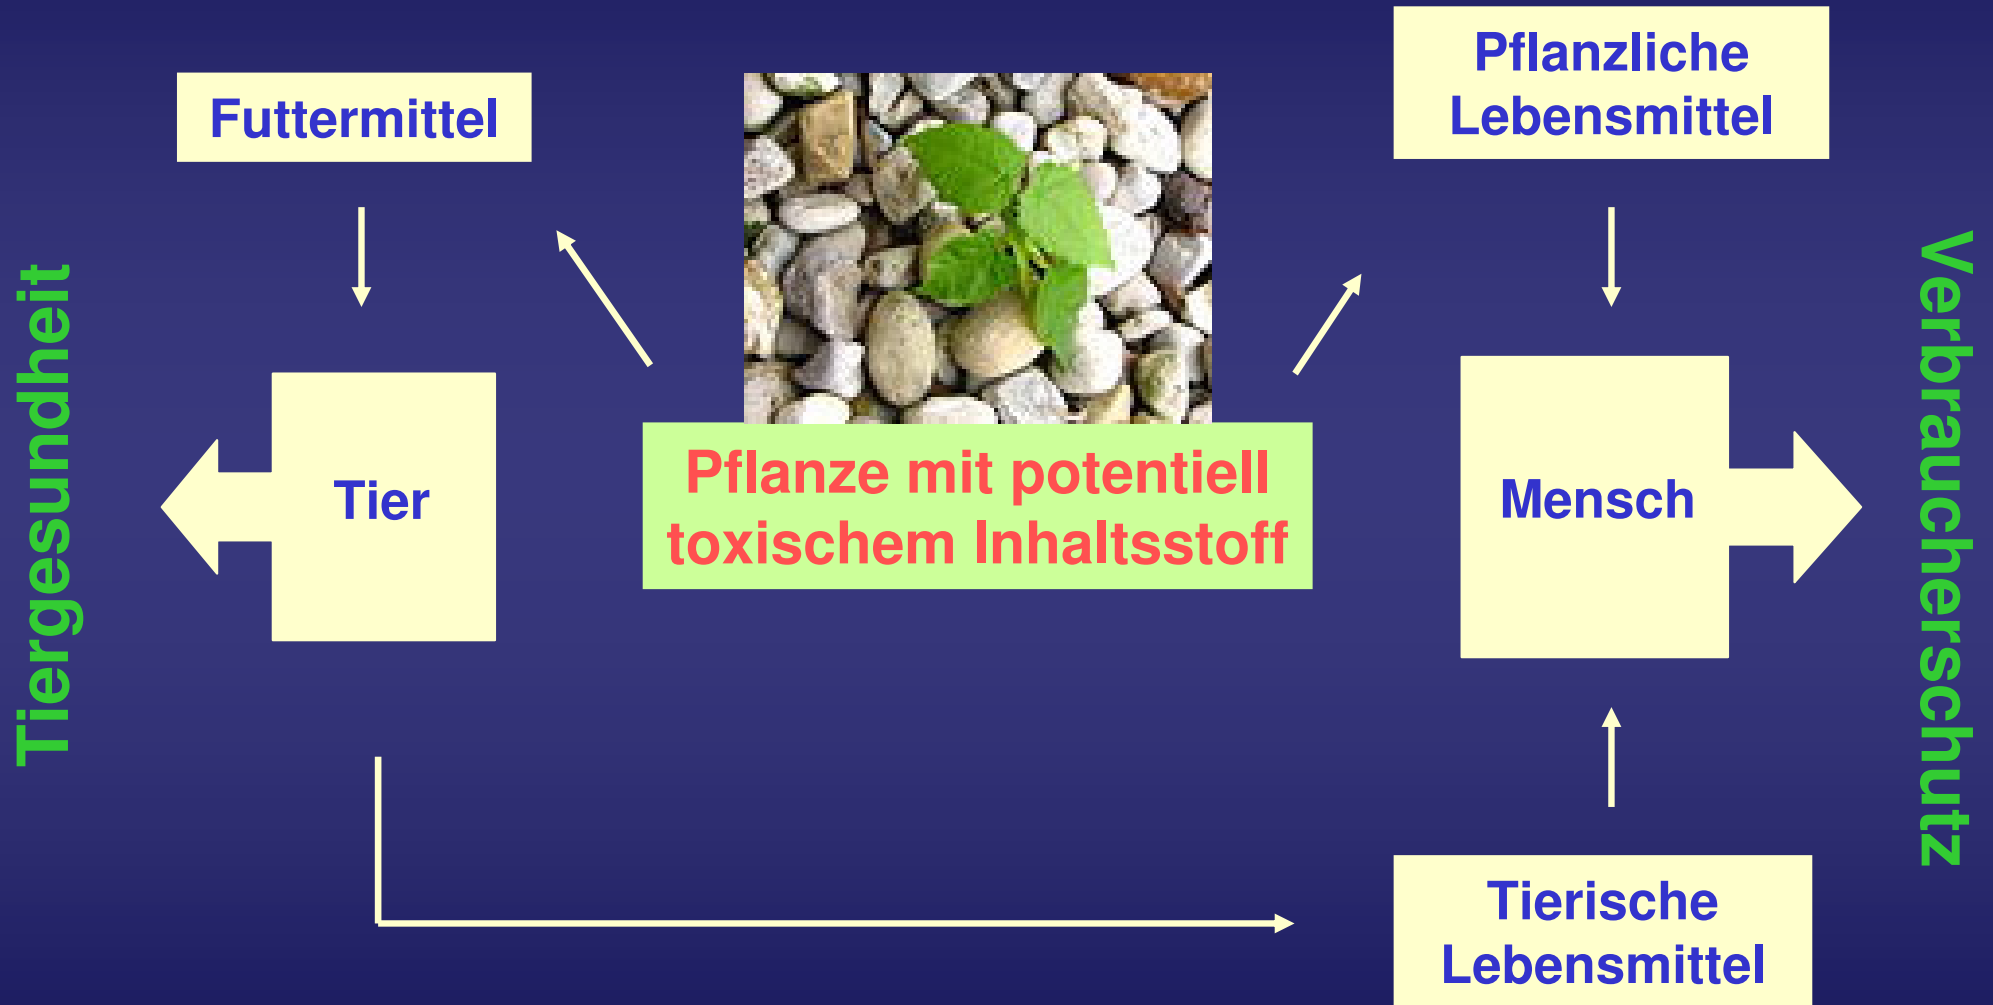 Pflanzliche
Lebensmittel
Futtermittel
Tiergesundheit
Verbraucherschutz
Pflanze mit potentiell
toxischem Inhaltsstoff
Tier
Mensch
Tierische
Lebensmittel